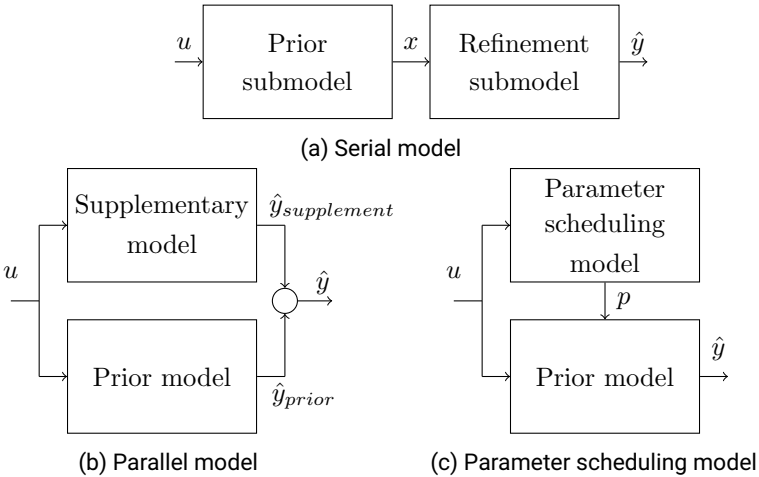 u
Prior
submodel
x
Refinement
submodel
ŷ
(a) Serial model
Supplementary
model
ŷ_supplement
u
ŷ
Prior model
ŷ_prior
(b) Parallel model
Parameter
scheduling
model
u
p
Prior model
ŷ
(c) Parameter scheduling model